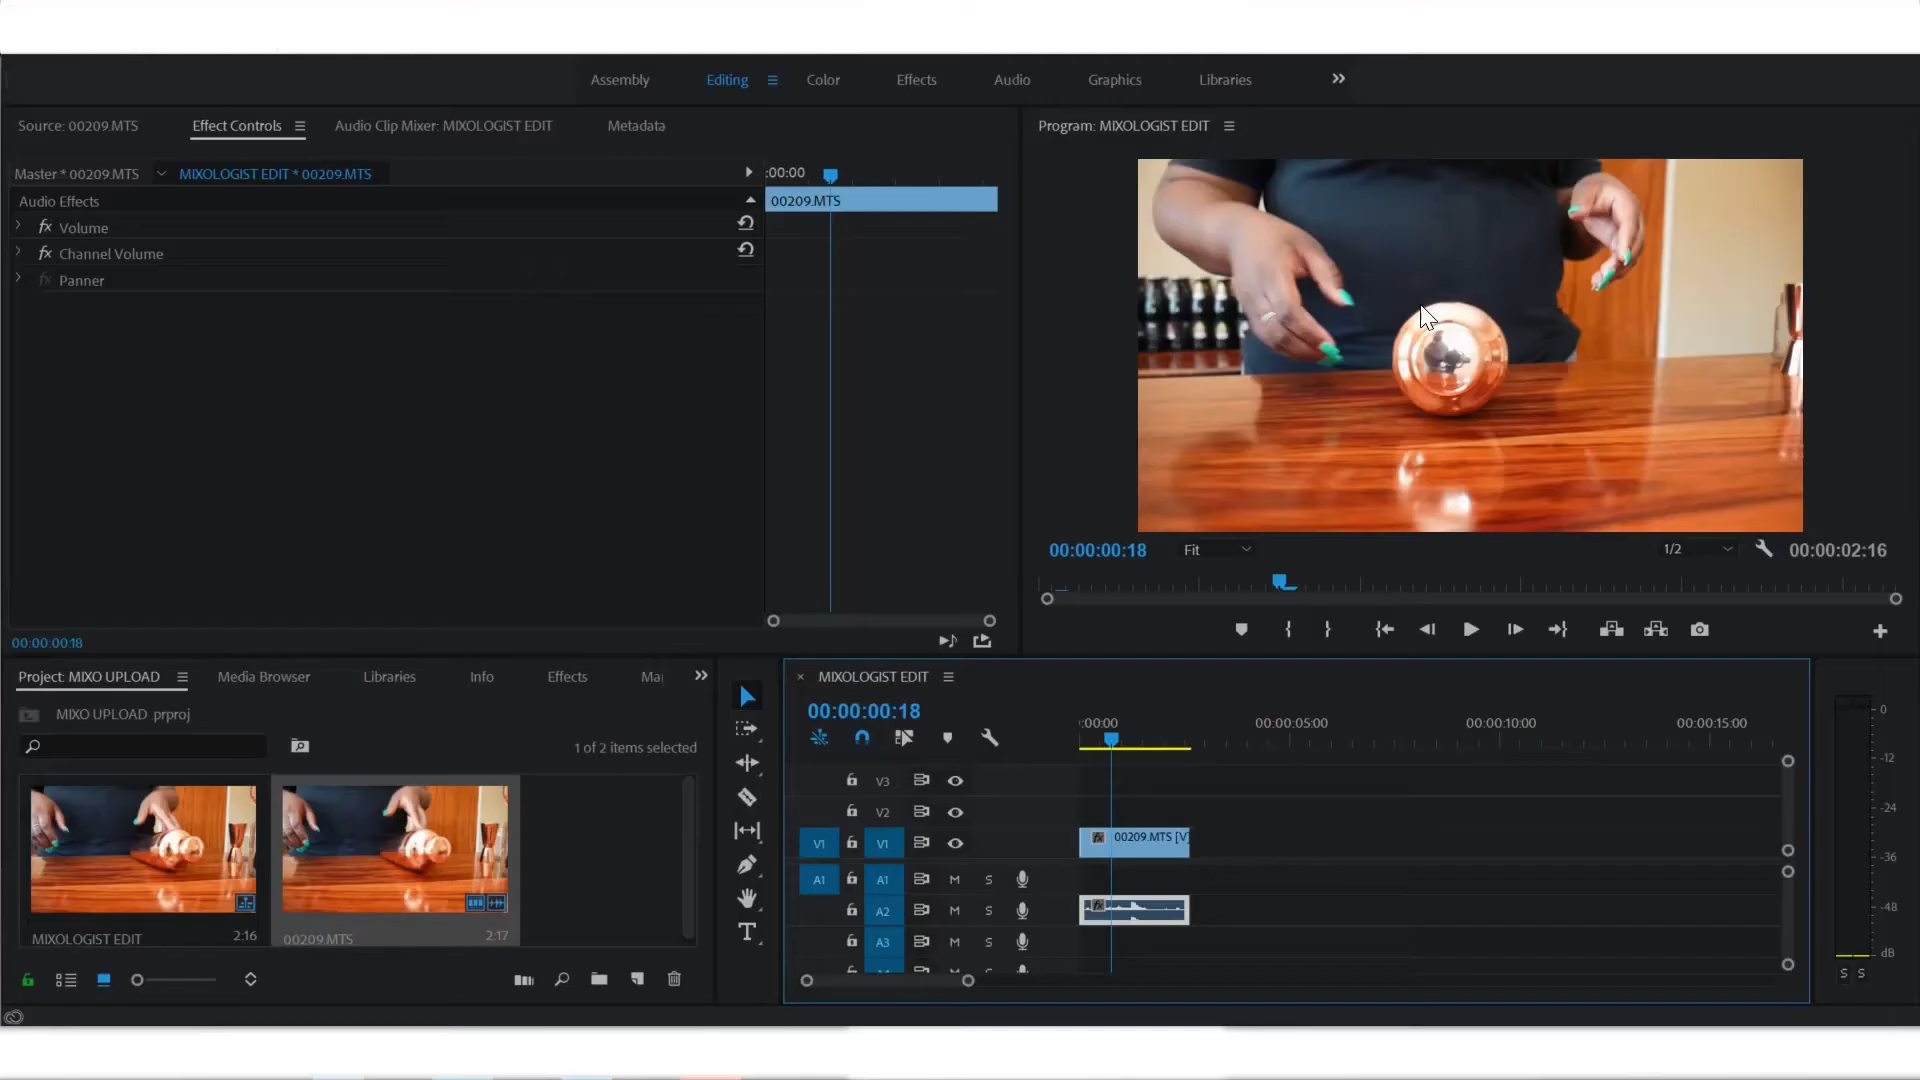 Assembly Editing Color Effects Audio Graphics Libraries
Source: 00209.MTS Effect Controls Audio Clip Mixer: MIXOLOGIST EDIT Metadata
Program: MIXOLOGIST EDIT
Master * 00209.MTS MIXOLOGIST EDIT * 00209.MTS
:00:00
Audio Effects
00209.MTS
fx Volume
fx Channel Volume
fx Panner
00:00:00:18 Fit 1/2 00:00:02:16
00:00:00:18
Project: MIXO UPLOAD Media Browser Libraries Info Effects
MIXO UPLOAD .prproj
1 of 2 items selected
MIXOLOGIST EDIT 2:16
00209.MTS 2:17
MIXOLOGIST EDIT
00:00:00:18
:00:00 00:00:05:00 00:00:10:00 00:00:15:00
V3
V2
V1 V1
fx 00209.MTS [V]
A1 A1 M S
A2 M S
fx
A3 M S
T
0
-12
-24
-36
-48
dB
S S